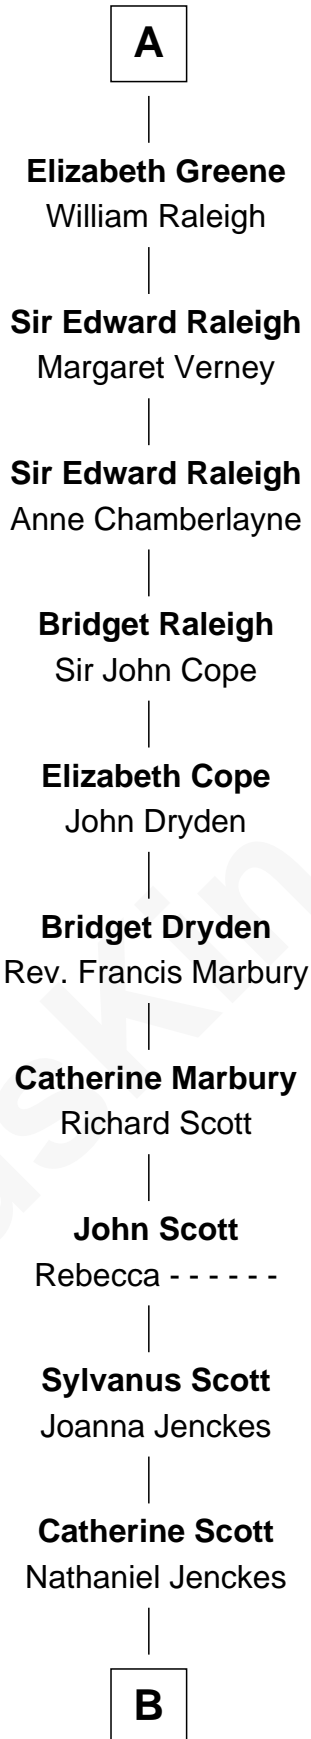 A
Elizabeth Greene
William Raleigh
Sir Edward Raleigh
Margaret Verney
Sir Edward Raleigh
Anne Chamberlayne
Bridget Raleigh
Sir John Cope
Elizabeth Cope
John Dryden
Bridget Dryden
Rev. Francis Marbury
Catherine Marbury
Richard Scott
John Scott
Rebecca - - - - - -
Sylvanus Scott
Joanna Jenckes
Catherine Scott
Nathaniel Jenckes
B